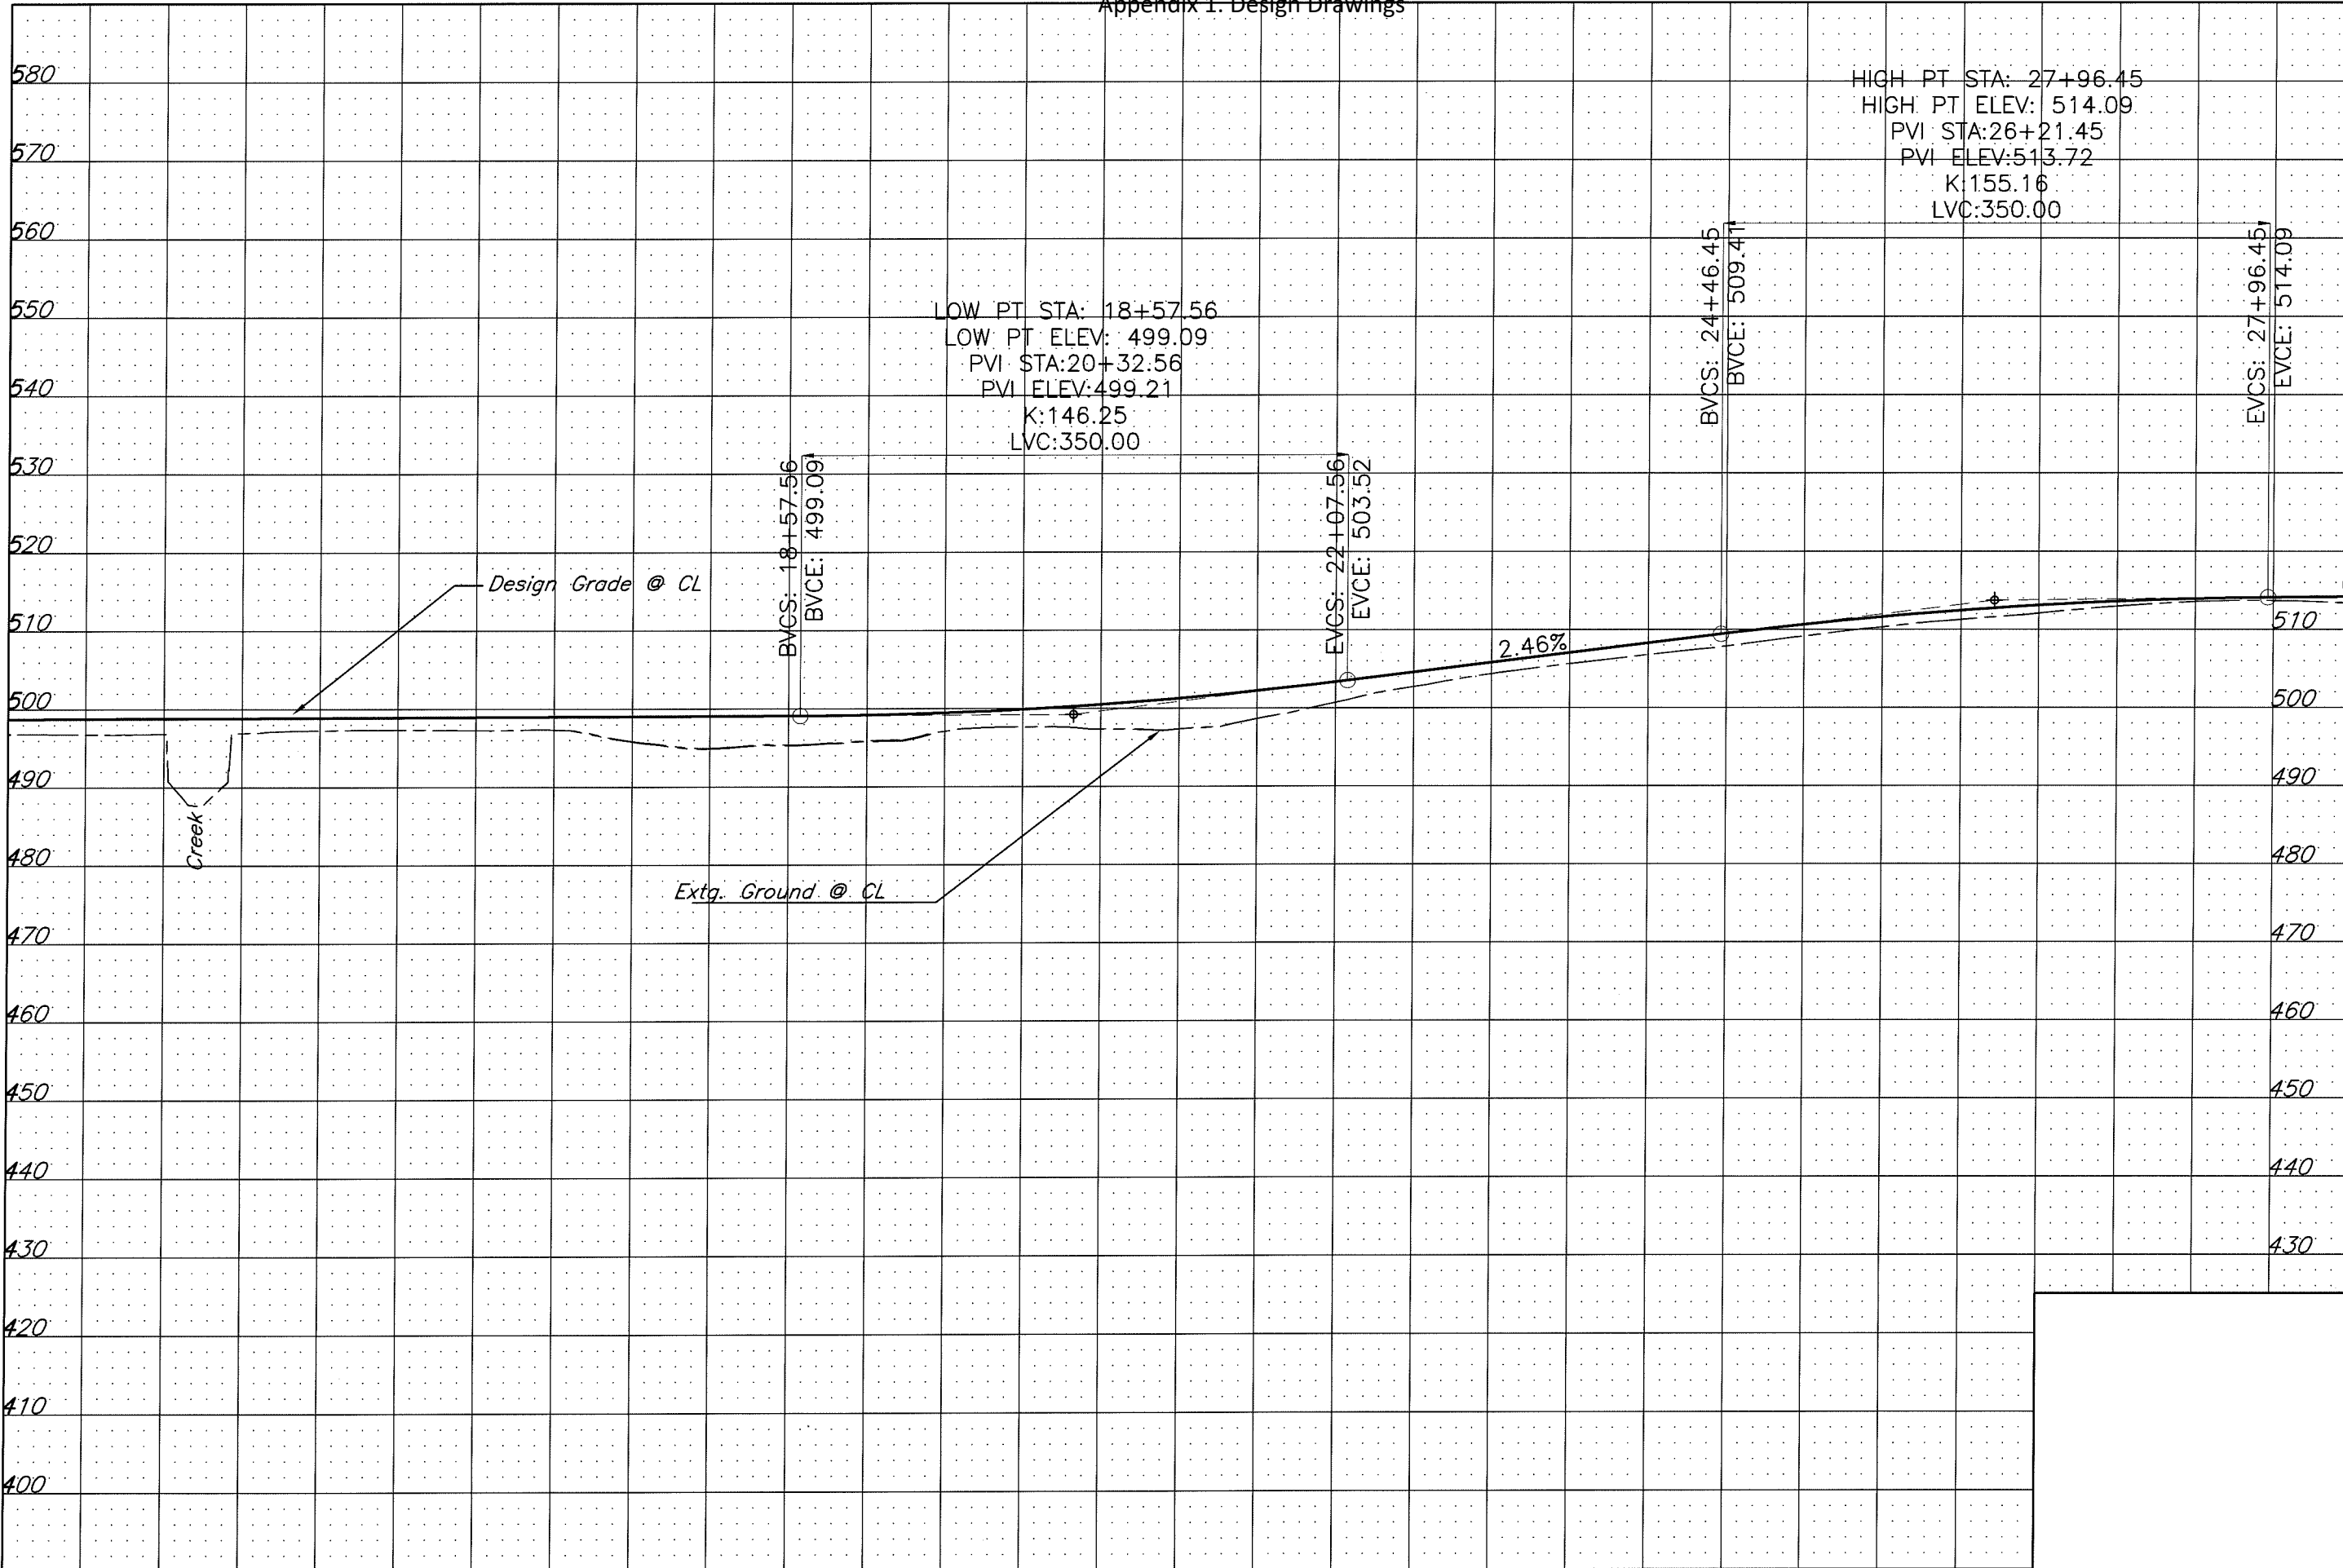 Appendix 1. Design Drawings
HIGH PT STA: 27+96.45
HIGH PT ELEV: 514.09
PVI STA:26+21.45
PVI ELEV:513.72
K:155.16
LVC:350.00
BVCS: 24+46.45
BVCE: 509.41
EVCS: 27+96.45
EVCE: 514.09
LOW PT STA: 18+57.56
LOW PT ELEV: 499.09
PVI STA:20+32.56
PVI ELEV:499.21
K:146.25
LVC:350.00
BVCS: 18+57.56
BVCE: 499.09
EVCS: 22+07.56
EVCE: 503.52
Design Grade @ CL
2.46%
Creek
Extg. Ground @ CL
580
570
560
550
540
530
520
510
500
490
480
470
460
450
440
430
420
410
400
510
500
490
480
470
460
450
440
430